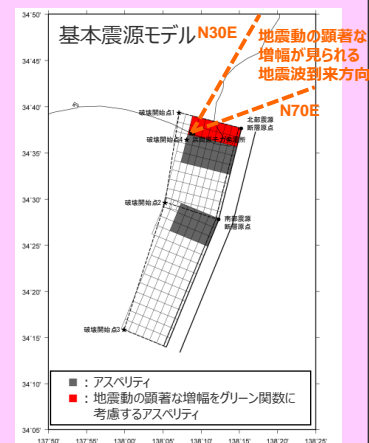 基本震源モデル
N30E
地震動の顕著な
増幅が見られる
地震波到来方向
N70E
34˚50'
34˚40'
34˚35'
34˚30'
34˚25'
34˚20'
34˚15'
34˚10'
34˚05'
破壊開始点1
北部震源
断層原点
破壊開始点4
破壊開始点2
南部震源
断層原点
破壊開始点3
■：アスペリティ
■：地震動の顕著な増幅をグリーン関数に
考慮するアスペリティ
137˚50' 137˚55' 138˚00' 138˚05' 138˚10' 138˚15' 138˚20' 138˚25'